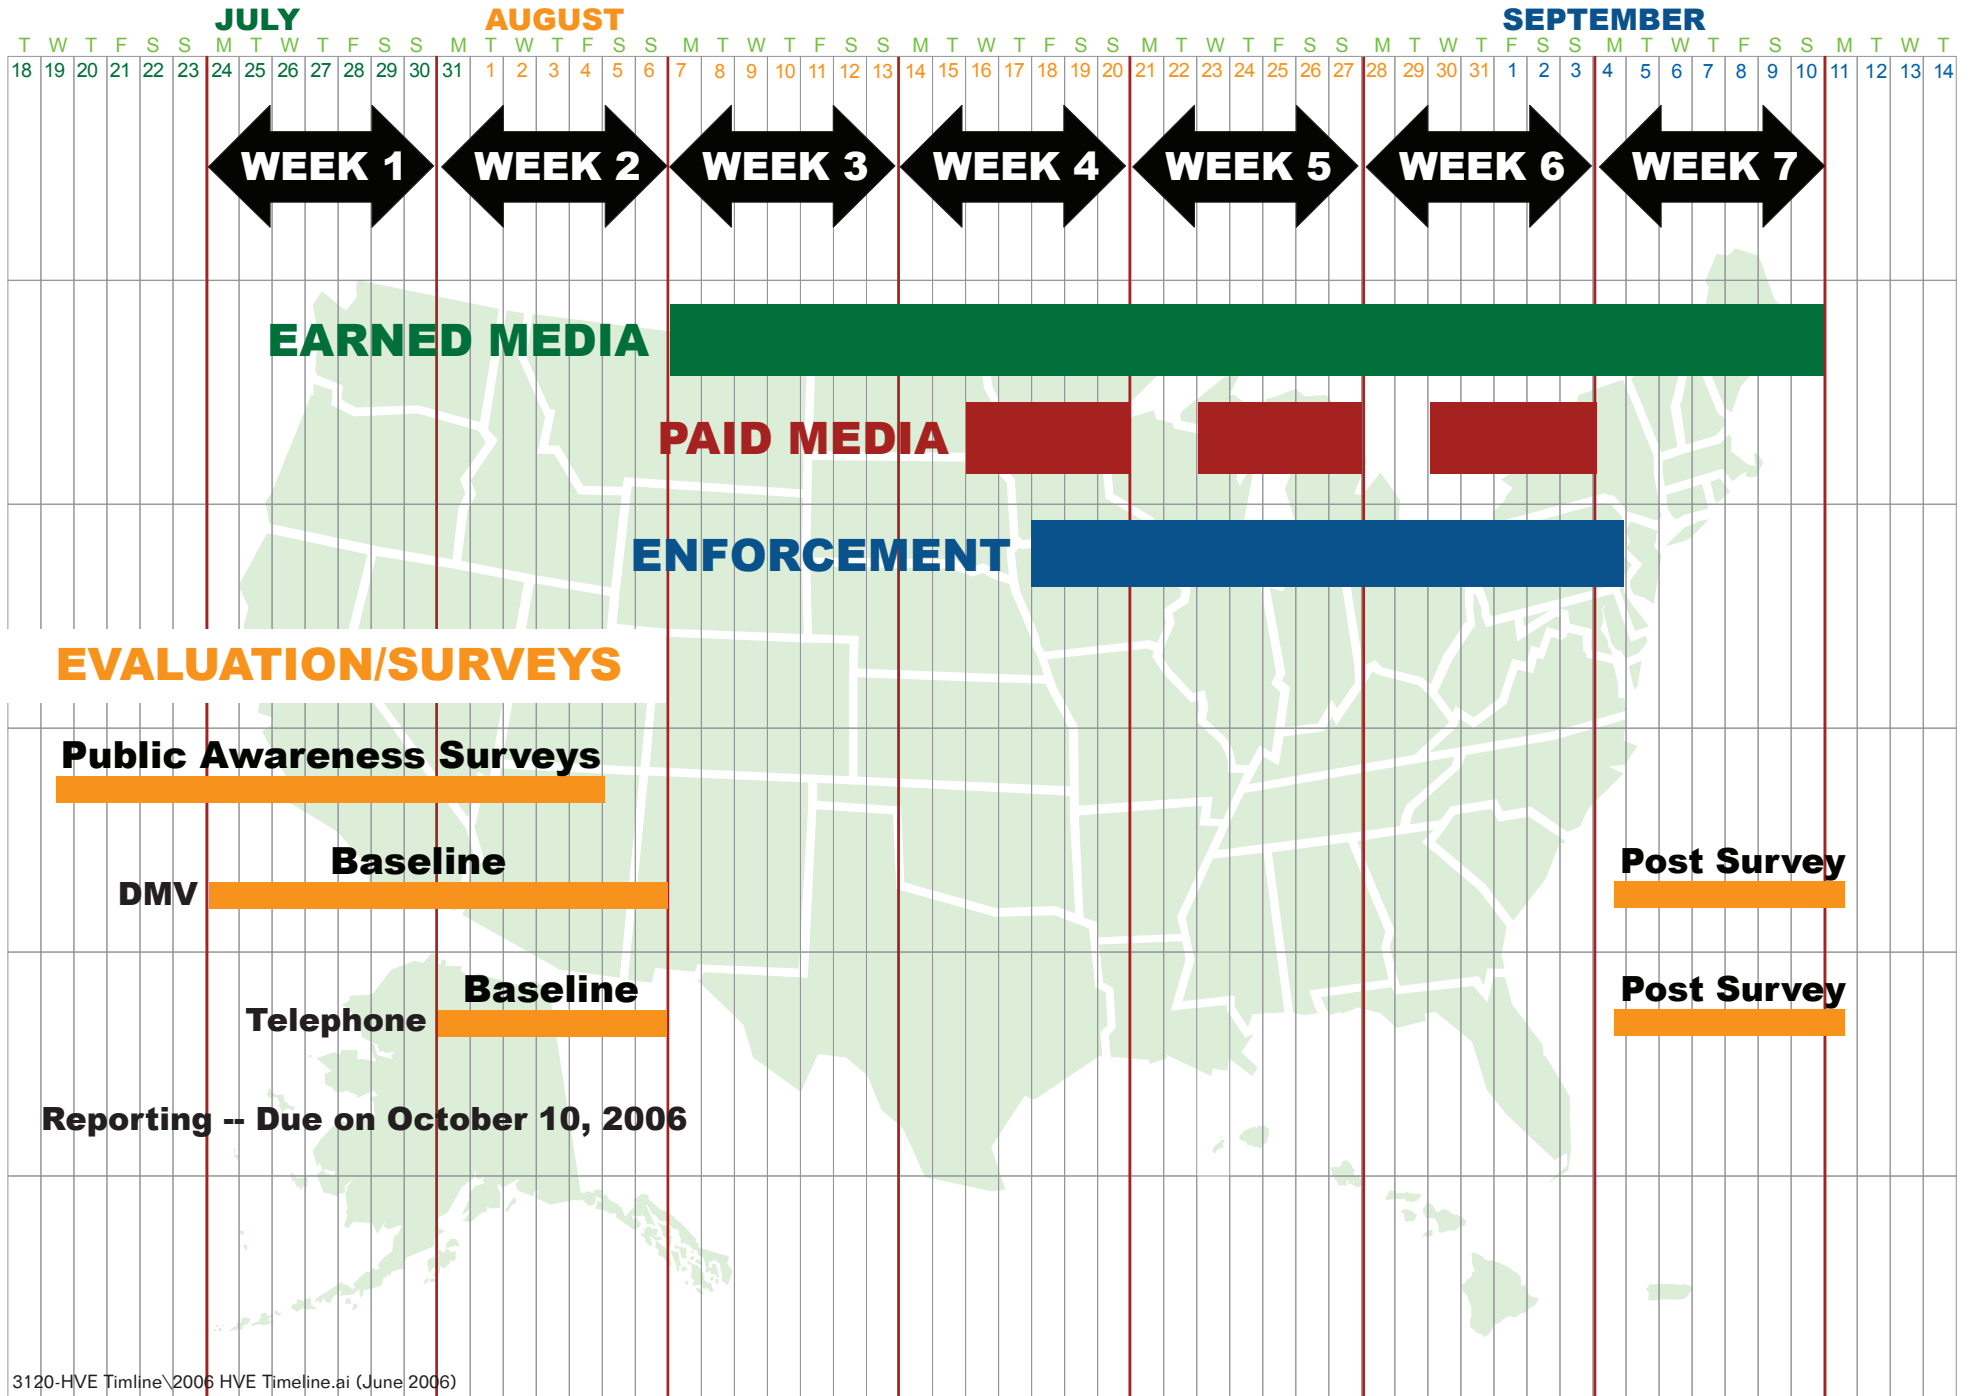 JULY AUGUST SEPTEMBER
T W T F S S M T W T F S S M T W T F S S M T W T F S S M T W T F S S M T W T F S S M T W T F S S M T W T F S S M T W T
18 19 20 21 22 23 24 25 26 27 28 29 30 31 1 2 3 4 5 6 7 8 9 10 11 12 13 14 15 16 17 18 19 20 21 22 23 24 25 26 27 28 29 30 31 1 2 3 4 5 6 7 8 9 10 11 12 13 14
WEEK 1 WEEK 2 WEEK 3 WEEK 4 WEEK 5 WEEK 6 WEEK 7
EARNED MEDIA
PAID MEDIA
ENFORCEMENT
EVALUATION/SURVEYS
Public Awareness Surveys
Baseline Post Survey
DMV
Baseline Post Survey
Telephone
Reporting -- Due on October 10, 2006
3120-HVE Timline\2006 HVE Timeline.ai (June 2006)